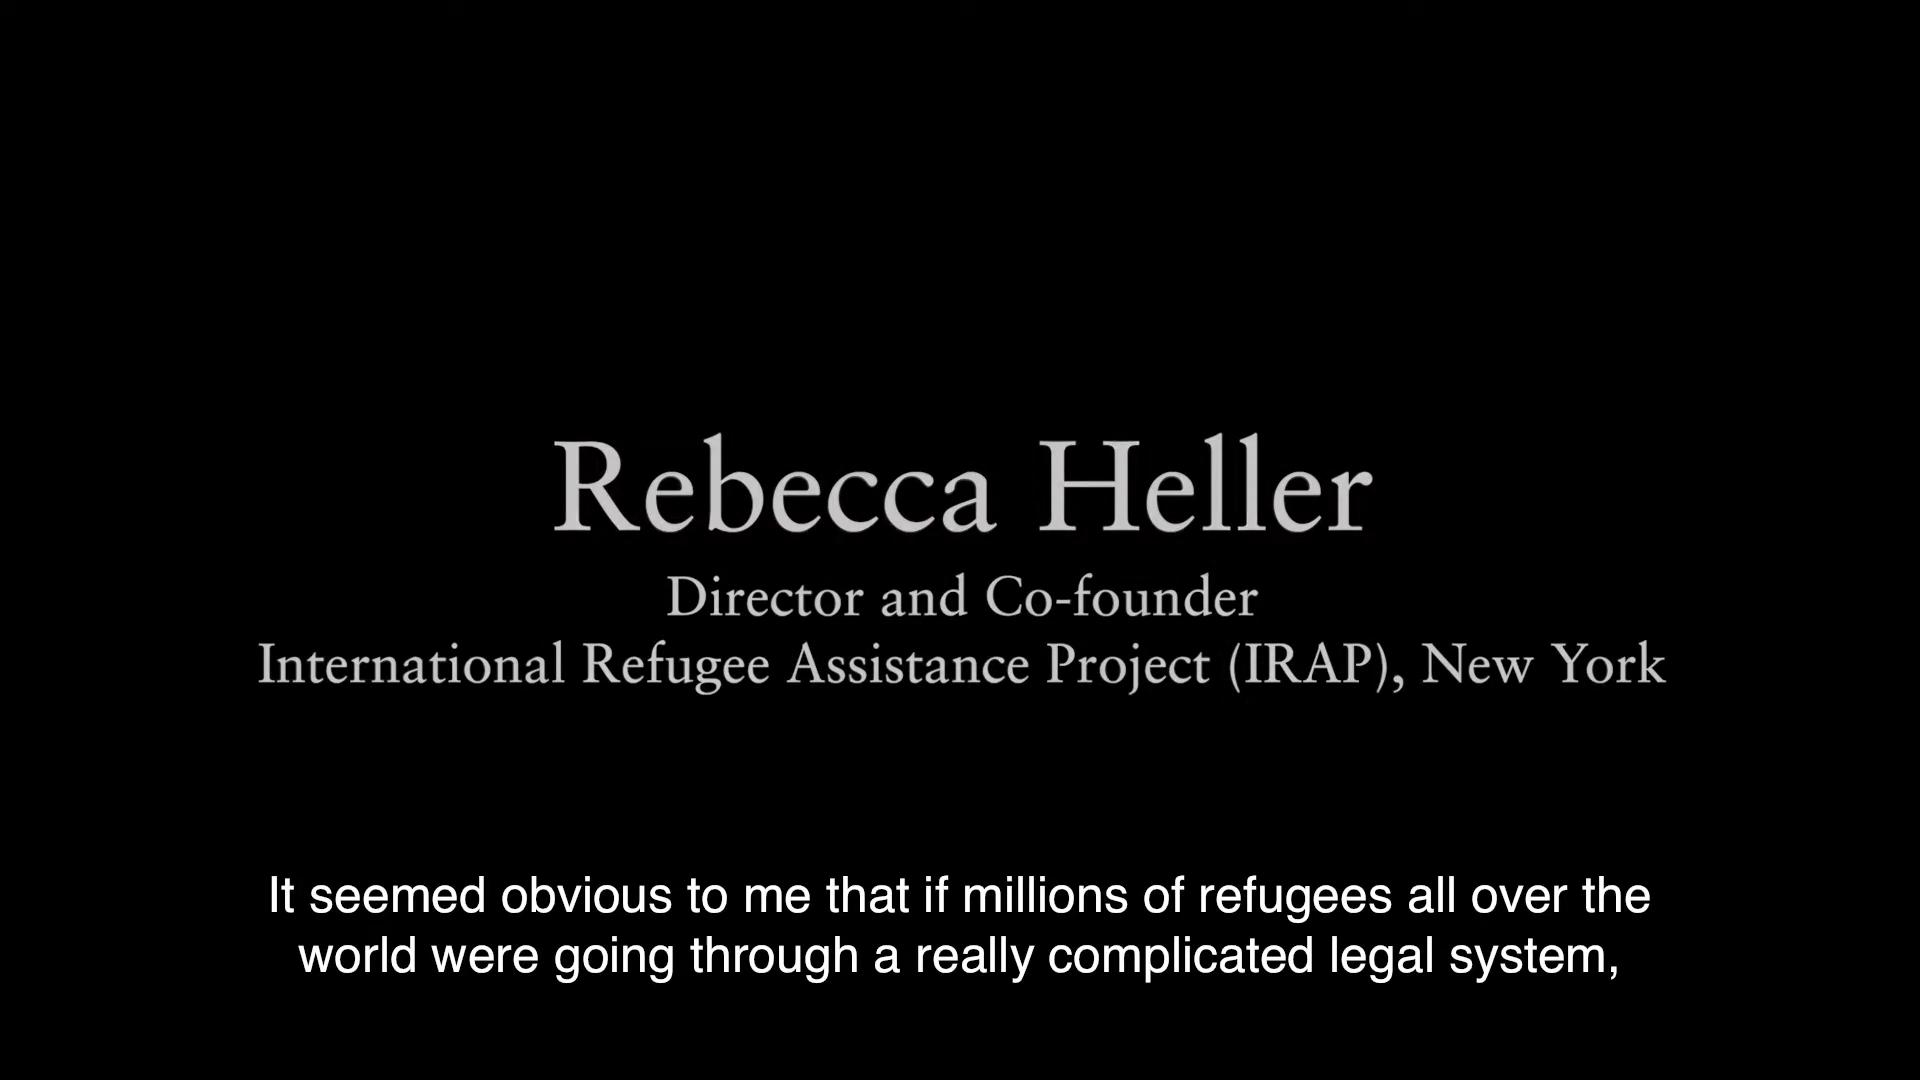 Rebecca Heller
Director and Co-founder
International Refugee Assistance Project (IRAP), New York
It seemed obvious to me that if millions of refugees all over the
world were going through a really complicated legal system,